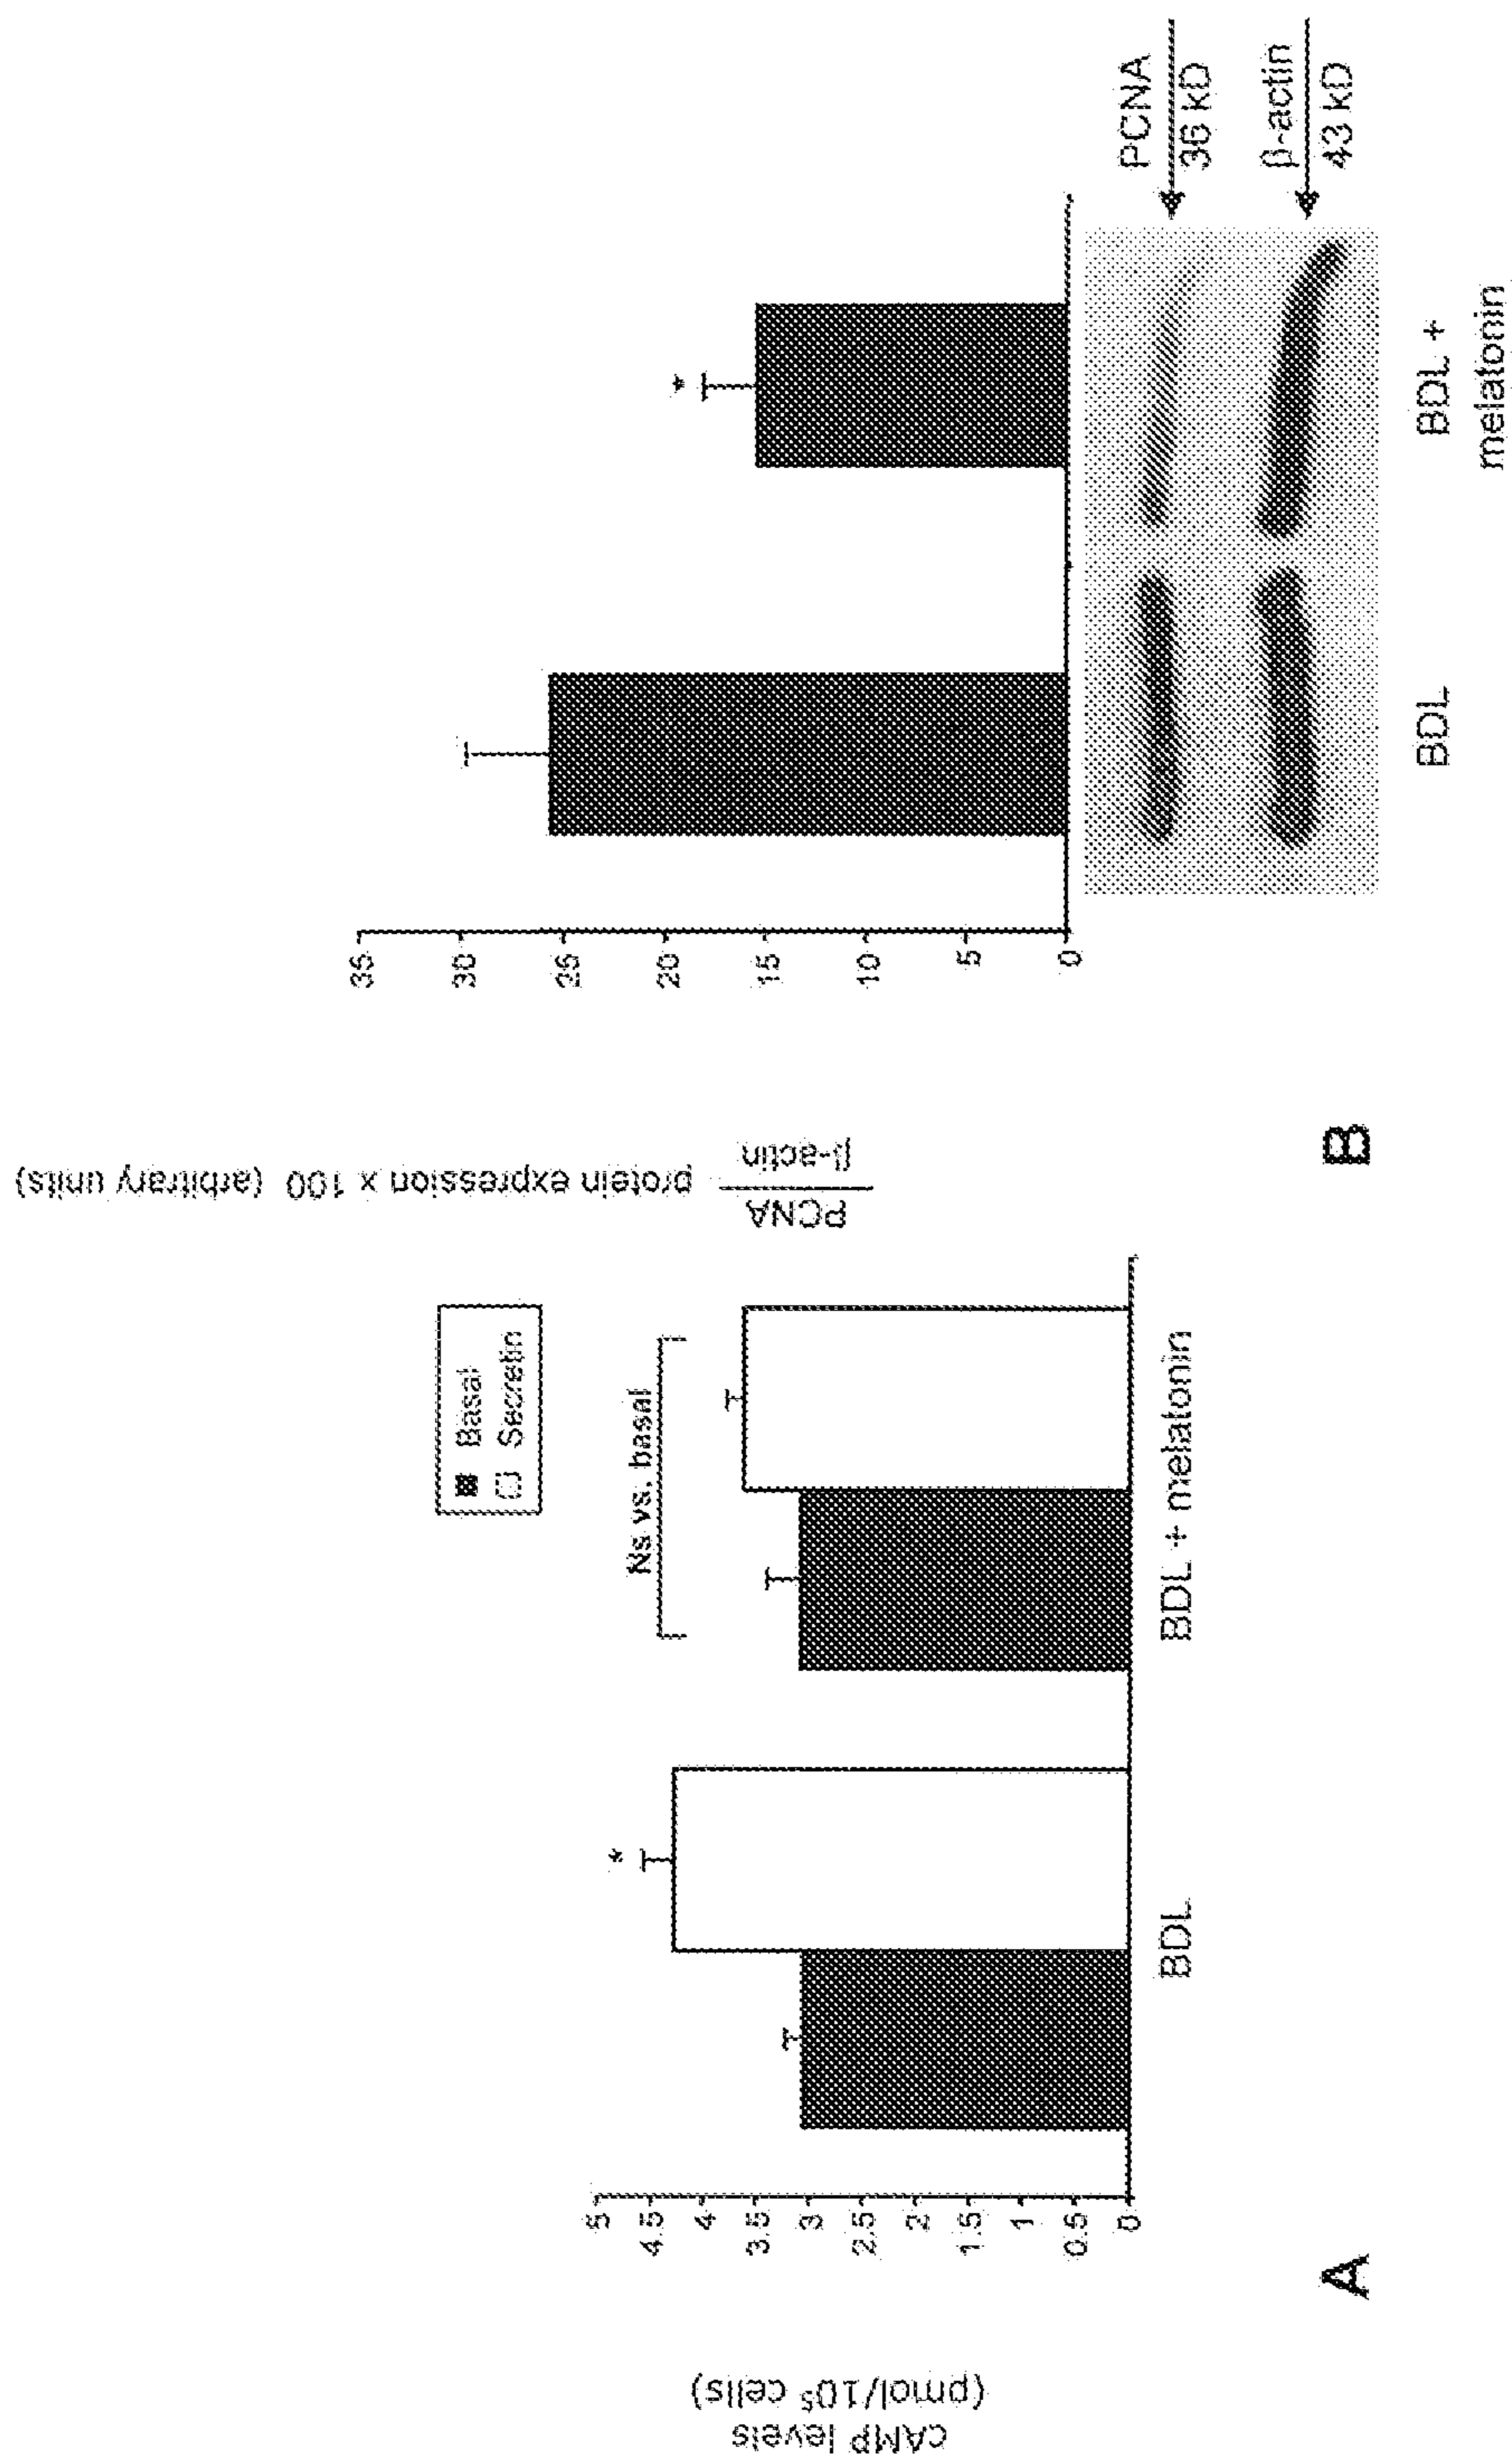 cAMP levels
(pmol/10⁵ cells)
5
4.5
4
3.5
3
2.5
2
1.5
1
0.5
0
Basal
Secretin
*
Ns vs. basal
BDL
BDL + melatonin
A
PCNA
β-actin
protein expression x 100 (arbitrary units)
35
30
25
20
15
10
5
0
*
PCNA
36 kD
β-actin
43 kD
BDL
BDL +
melatonin
B